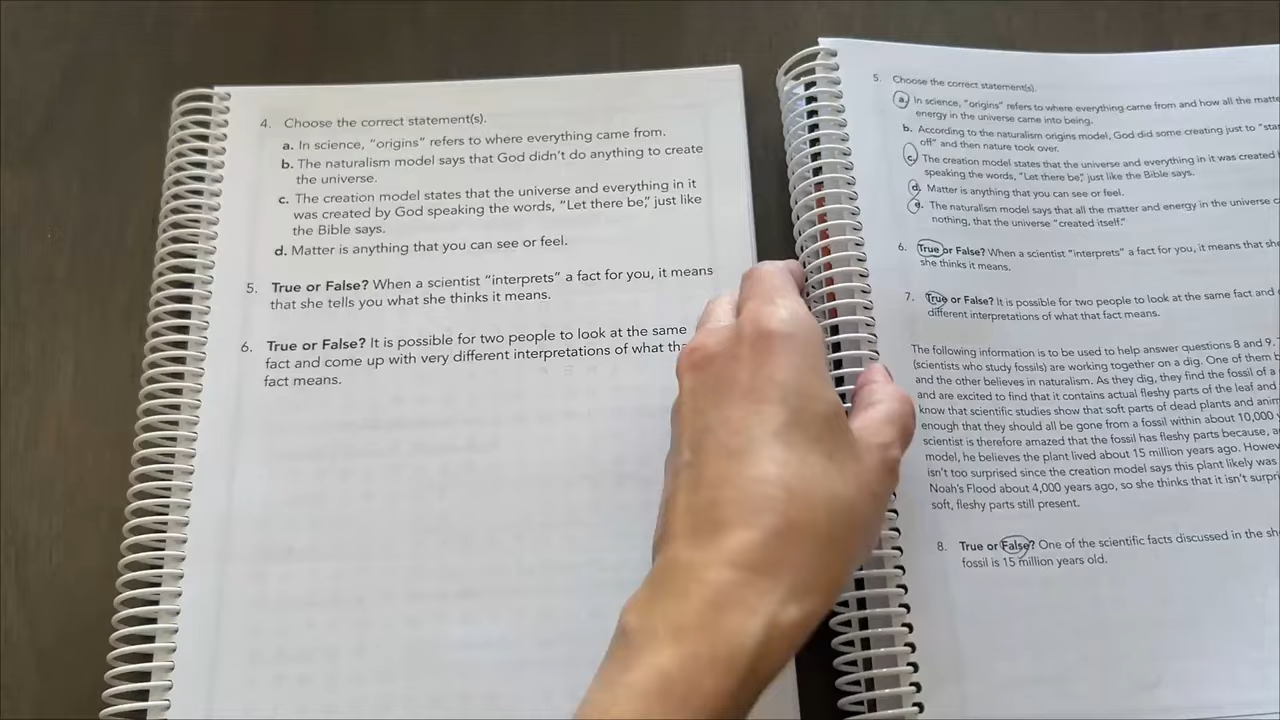 4. Choose the correct statement(s).
a. In science, "origins" refers to where everything came from.
b. The naturalism model says that God didn't do anything to create
the universe.
c. The creation model states that the universe and everything in it
was created by God speaking the words, "Let there be," just like
the Bible says.
d. Matter is anything that you can see or feel.
5. True or False? When a scientist "interprets" a fact for you, it means
that she tells you what she thinks it means.
6. True or False? It is possible for two people to look at the same
fact and come up with very different interpretations of what
fact means.
5. Choose the correct statement(s).
a. In science, "origins" refers to where everything came from and how all the
energy in the universe came into being.
b. According to the naturalism origins model, God did some creating just to
off" and then nature took over.
c. The creation model states that the universe and everything in it was created
speaking the words, "Let there be," just like the Bible says.
d. Matter is anything that you can see or feel.
e. The naturalism model says that all the matter and energy in the universe
nothing, that the universe "created itself."
6. True or False? When a scientist "interprets" a fact for you, it means that
she thinks it means.
7. True or False? It is possible for two people to look at the same fact and
different interpretations of what that fact means.
The following information is to be used to help answer questions 8 and 9.
(scientists who study fossils) are working together on a dig. One of them
and the other believes in naturalism. As they dig, they find the fossil of a
and are excited to find that it contains actual fleshy parts of the leaf and
know that scientific studies show that soft parts of dead plants and
enough that they should all be gone from a fossil within about 10,000
scientist is therefore amazed that the fossil has fleshy parts because,
model, he believes the plant lived about 15 million years ago.
isn't too surprised since the creation model says this plant likely was
Noah's Flood about 4,000 years ago, so she thinks that it isn't
soft, fleshy parts still present.
8. True or False? One of the scientific facts discussed in the
fossil is 15 million years old.